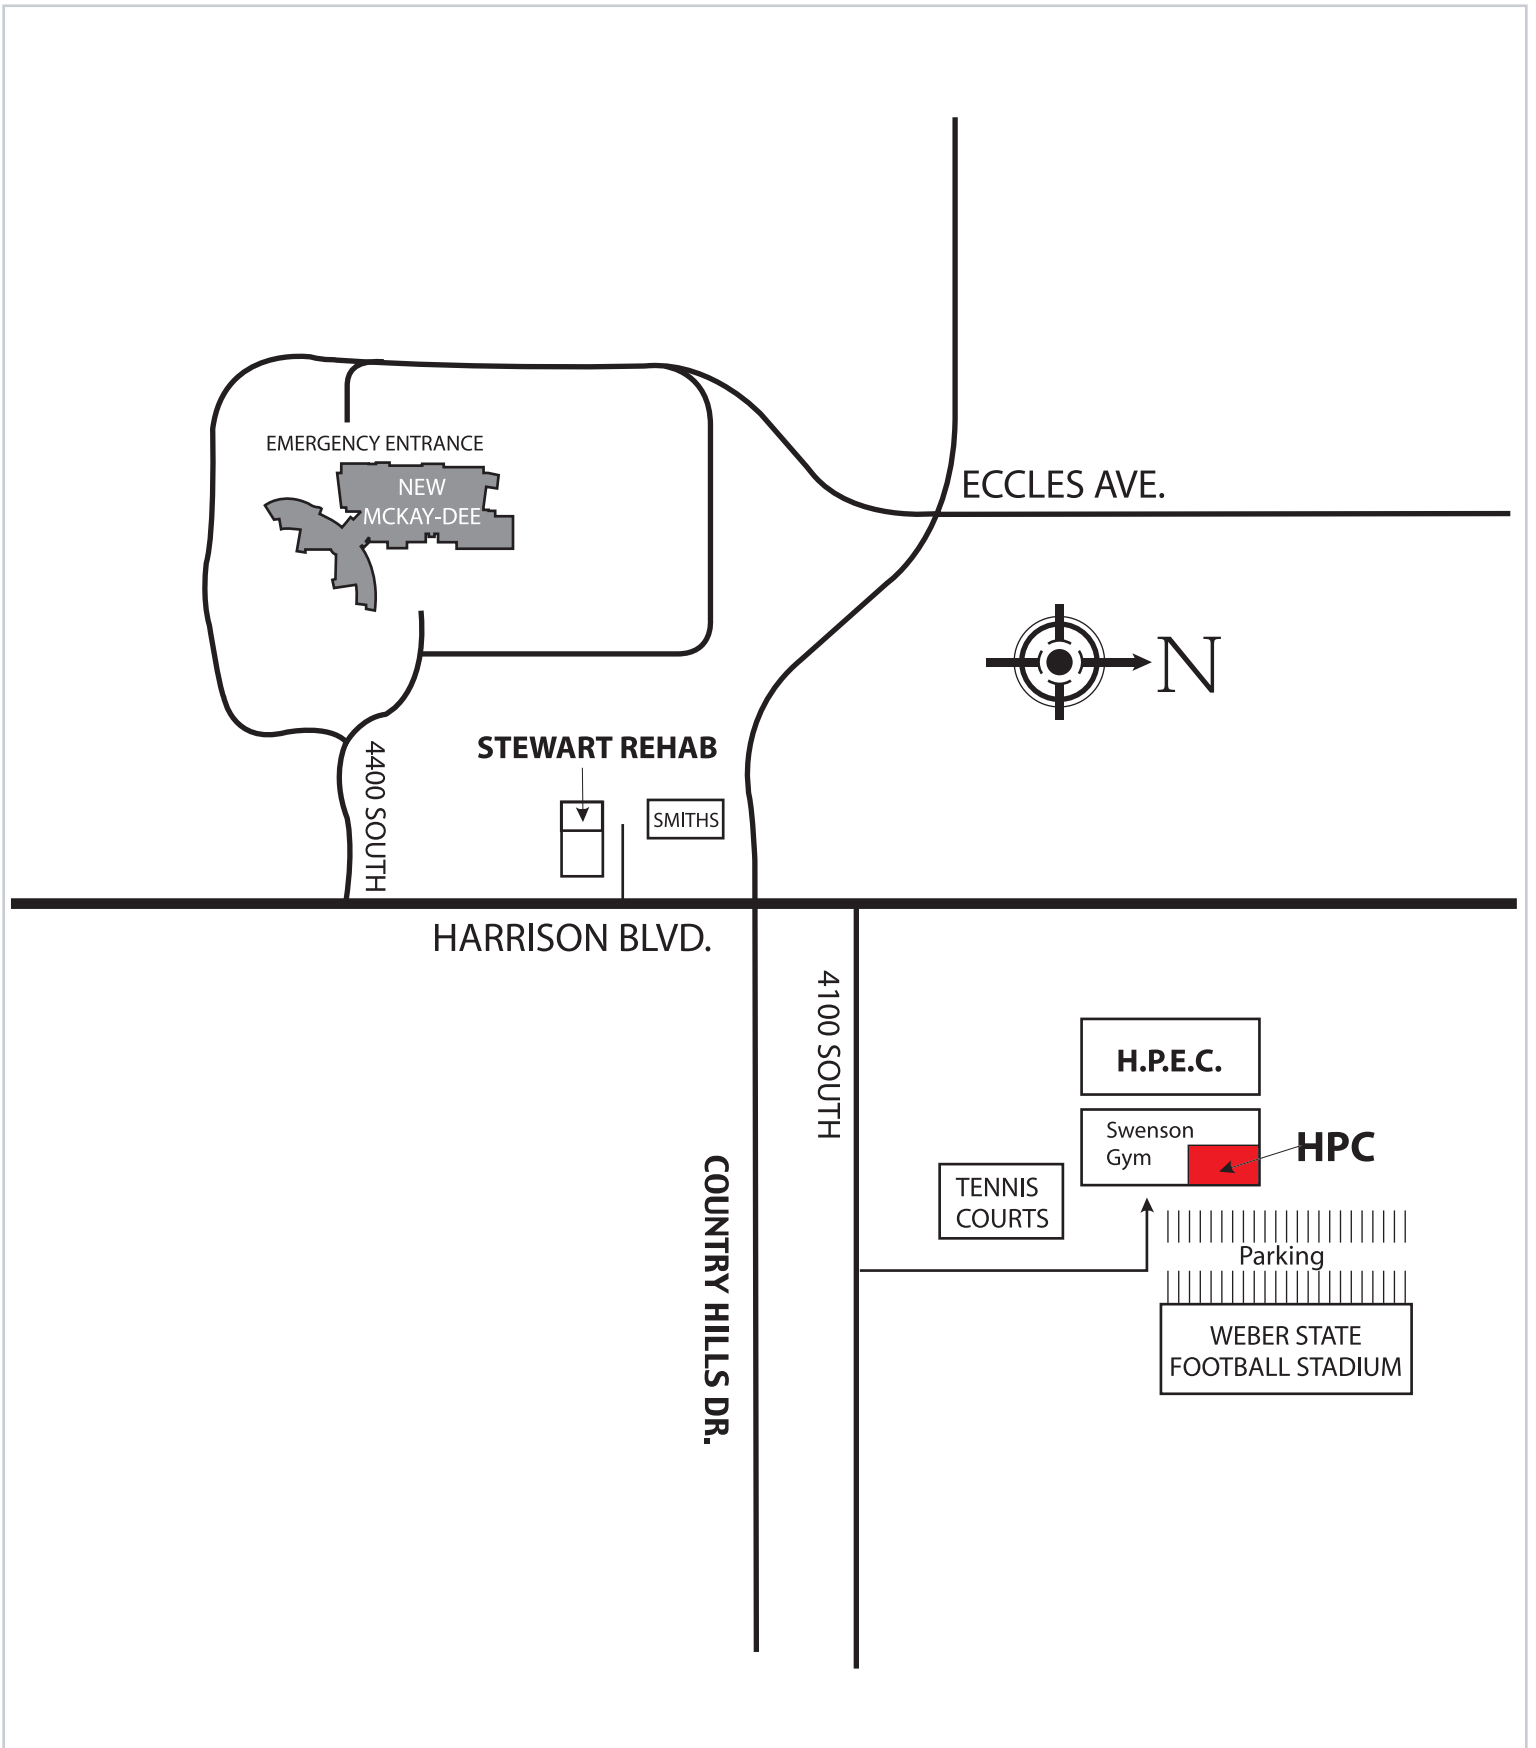 EMERGENCY ENTRANCE
NEW
MCKAY-DEE
ECCLES AVE.
N
STEWART REHAB
4400 SOUTH
SMITHS
HARRISON BLVD.
4100 SOUTH
H.P.E.C.
Swenson
Gym
HPC
COUNTRY HILLS DR.
TENNIS
COURTS
Parking
WEBER STATE
FOOTBALL STADIUM